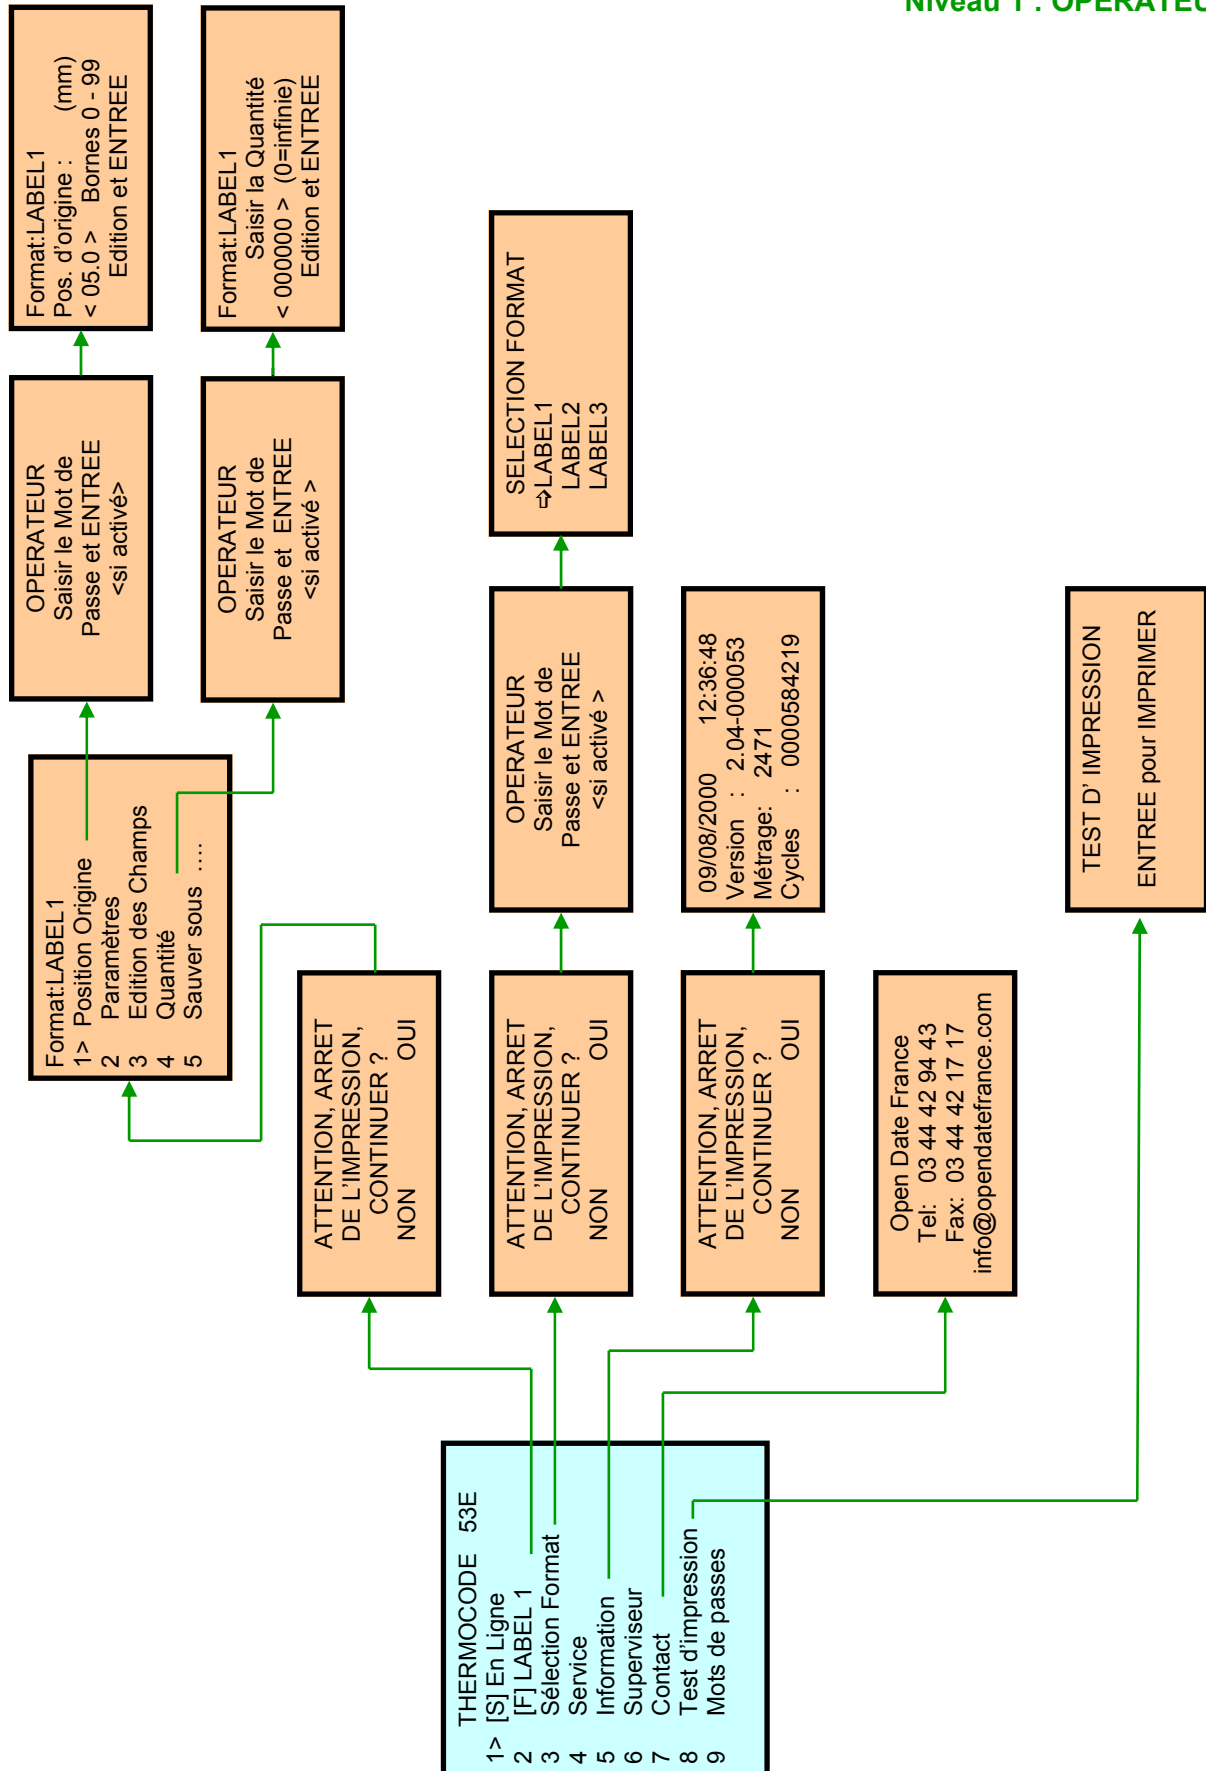 Niveau 1 : OPERATEU
THERMOCODE 53E
1> [S] En Ligne
2 [F] LABEL 1
3 Sélection Format
4 Service
5 Information
6 Superviseur
7 Contact
8 Test d'impression
9 Mots de passes
ATTENTION, ARRET
DE L'IMPRESSION,
CONTINUER ?
NON OUI
Format:LABEL1
1> Position Origine
2 Paramètres
3 Edition des Champs
4 Quantité
5 Sauver sous ....
OPERATEUR
Saisir le Mot de
Passe et ENTREE
<si activé>
Format:LABEL1
Pos. d'origine : (mm)
< 05.0 > Bornes 0 - 99
Edition et ENTREE
OPERATEUR
Saisir le Mot de
Passe et ENTREE
<si activé >
Format:LABEL1
Saisir la Quantité
< 000000 > (0=infinie)
Edition et ENTREE
ATTENTION, ARRET
DE L'IMPRESSION,
CONTINUER ?
NON OUI
OPERATEUR
Saisir le Mot de
Passe et ENTREE
<si activé >
SELECTION FORMAT
⇨LABEL1
LABEL2
LABEL3
ATTENTION, ARRET
DE L'IMPRESSION,
CONTINUER ?
NON OUI
09/08/2000 12:36:48
Version : 2.04-000053
Métrage: 2471
Cycles : 0000584219
Open Date France
Tel: 03 44 42 94 43
Fax: 03 44 42 17 17
info@opendatefrance.com
TEST D' IMPRESSION
ENTREE pour IMPRIMER